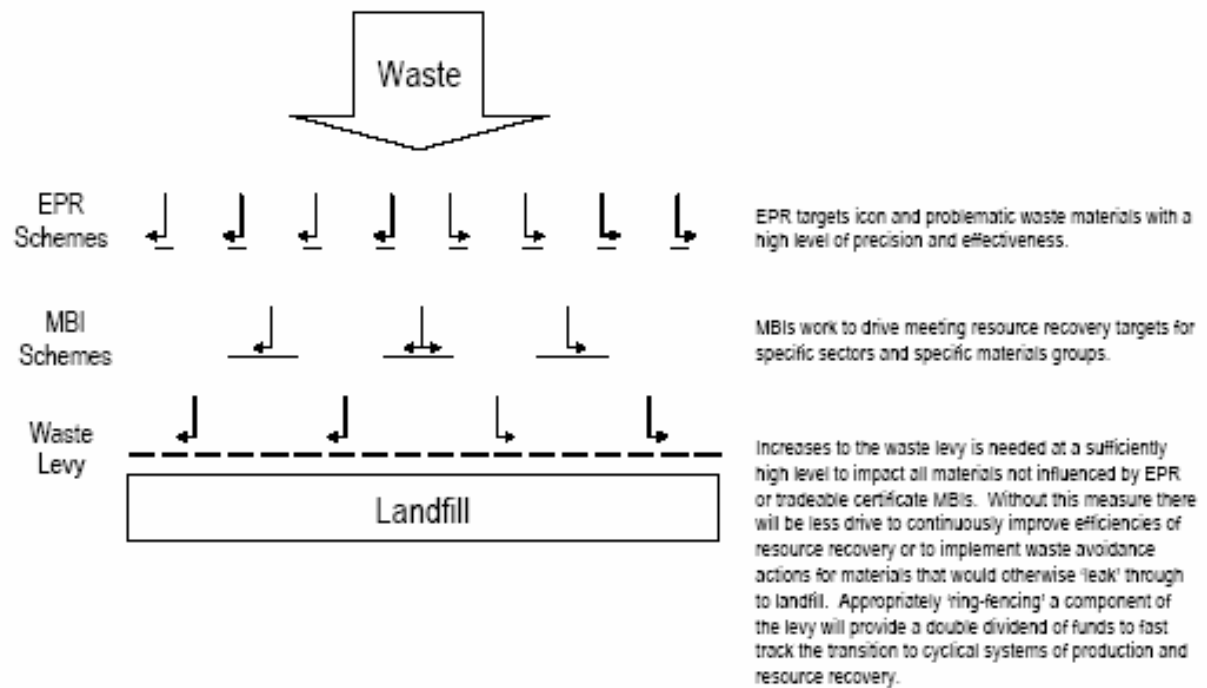 Waste
EPR
Schemes
EPR targets icon and problematic waste materials with a
high level of precision and effectiveness.
MBI
Schemes
MBIs work to drive meeting resource recovery targets for
specific sectors and specific materials groups.
Waste
Levy
Increases to the waste levy is needed at a sufficiently
high level to impact all materials not influenced by EPR
or tradeable certificate MBIs. Without this measure there
will be less drive to continuously improve efficiencies of
resource recovery or to implement waste avoidance
actions for materials that would otherwise ‘leak’ through
to landfill. Appropriately ‘ring-fencing’ a component of
the levy will provide a double dividend of funds to fast
track the transition to cyclical systems of production and
resource recovery.
Landfill